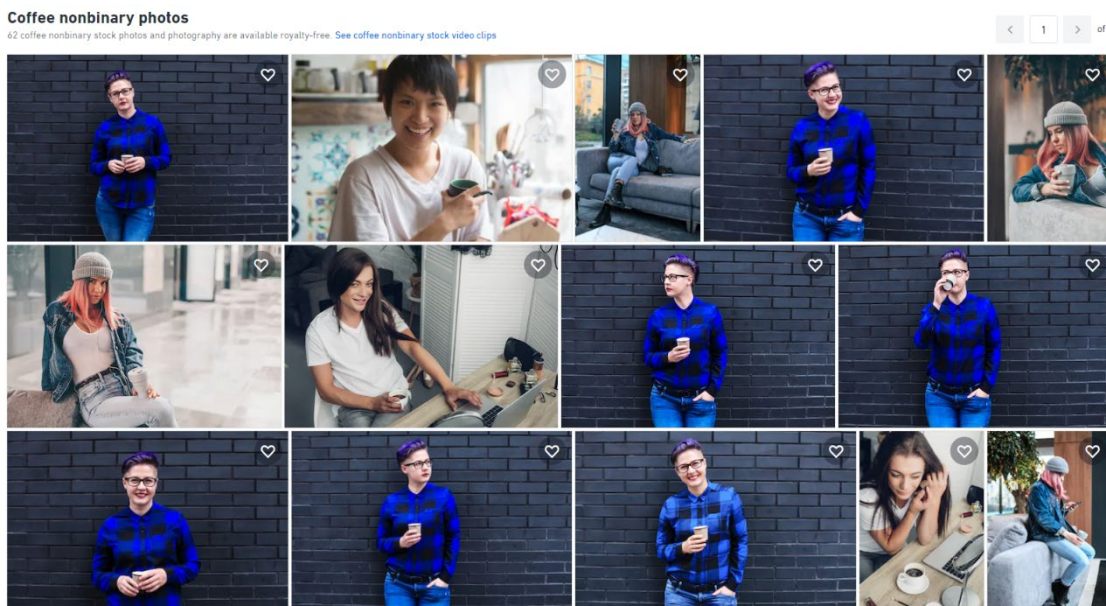 Coffee nonbinary photos
62 coffee nonbinary stock photos and photography are available royalty-free. See coffee nonbinary stock video clips
1
of